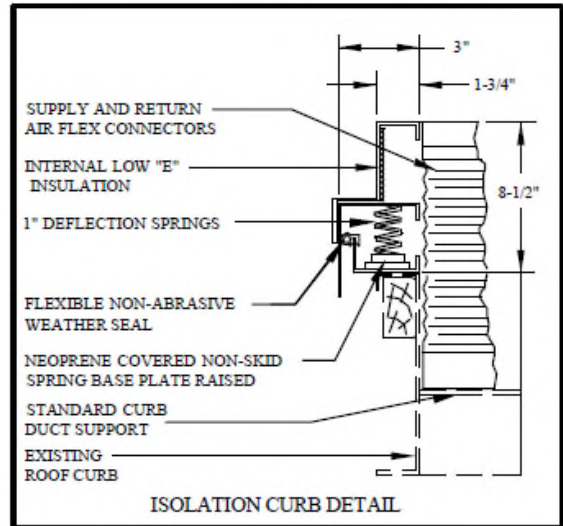 3"
1-3/4"
SUPPLY AND RETURN
AIR FLEX CONNECTORS
INTERNAL LOW "E"
INSULATION
8-1/2"
1" DEFLECTION SPRINGS
FLEXIBLE NON-ABRASIVE
WEATHER SEAL
NEOPRENE COVERED NON-SKID
SPRING BASE PLATE RAISED
STANDARD CURB
DUCT SUPPORT
EXISTING
ROOF CURB
ISOLATION CURB DETAIL